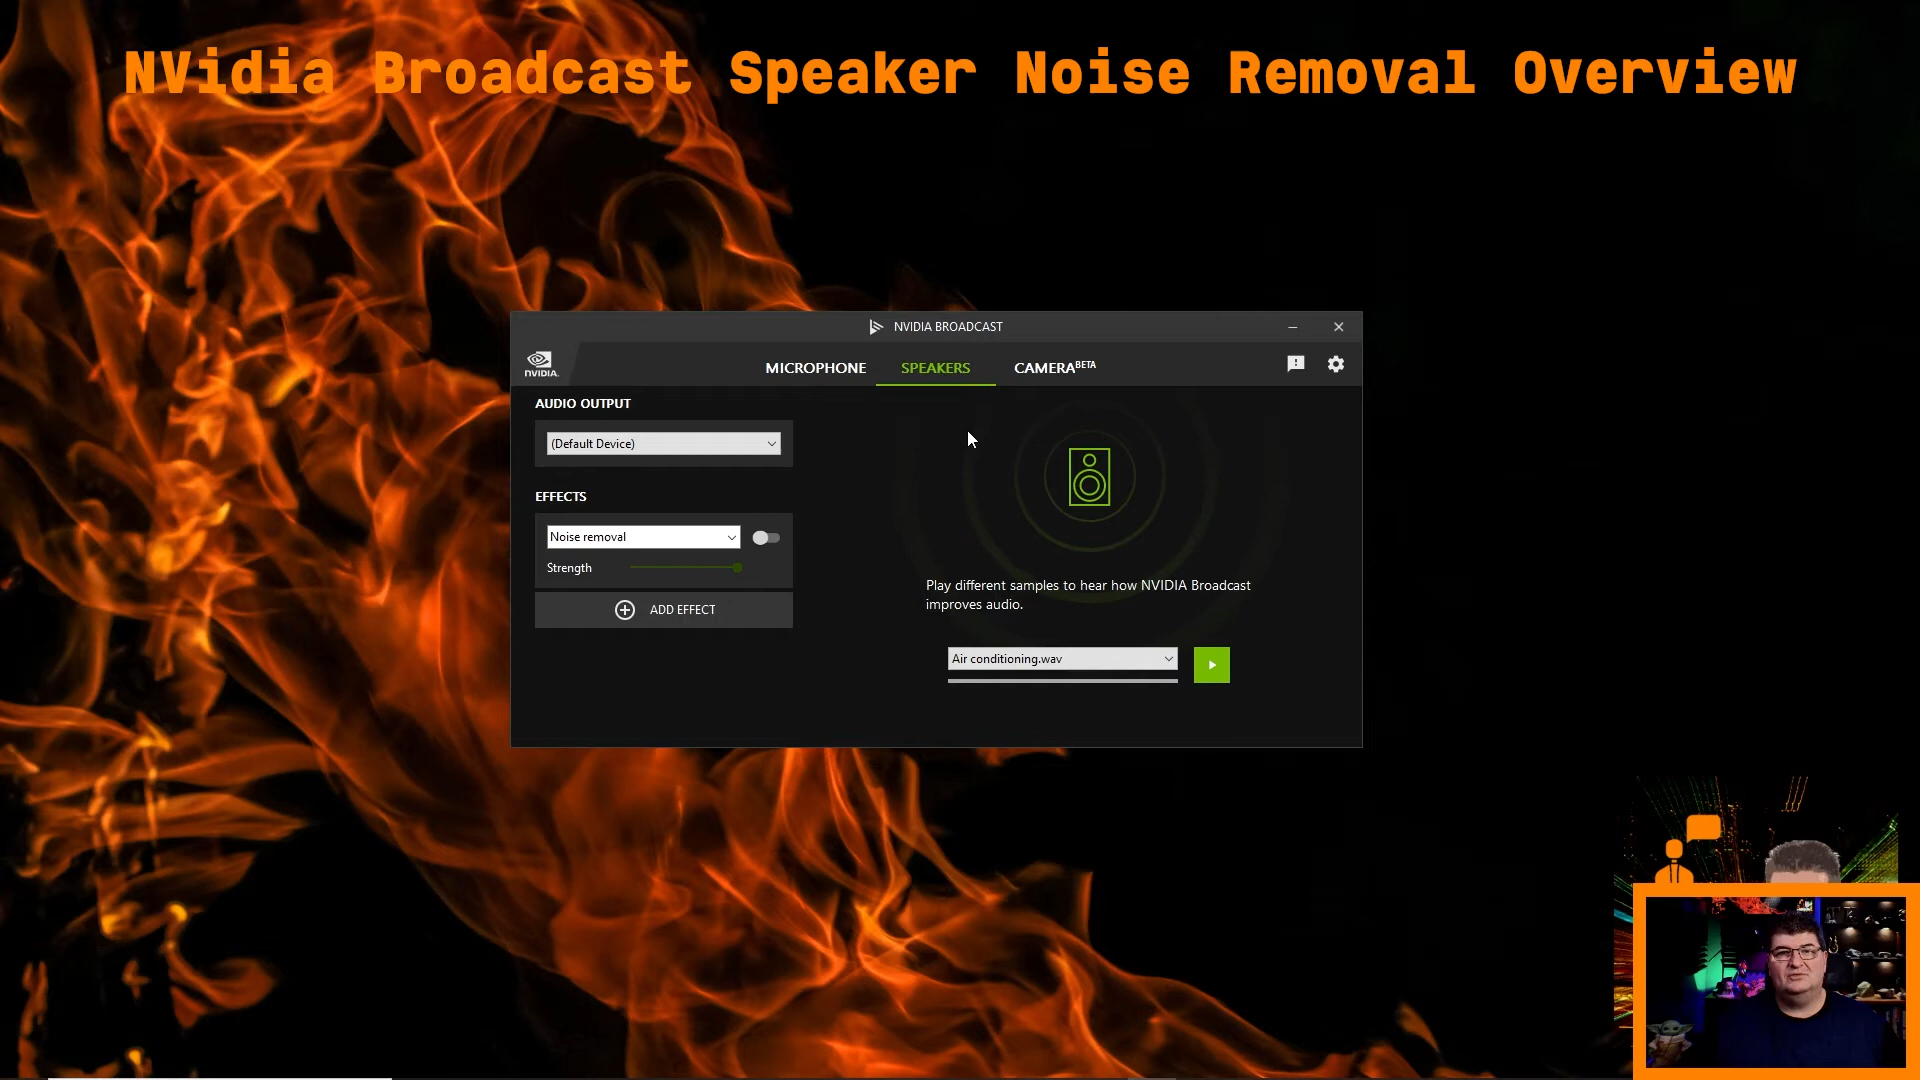 NVidia Broadcast Speaker Noise Removal Overview
NVIDIA BROADCAST
NVIDIA.
MICROPHONE
SPEAKERS
CAMERA BETA
AUDIO OUTPUT
(Default Device)
EFFECTS
Noise removal
Strength
ADD EFFECT
Play different samples to hear how NVIDIA Broadcast
improves audio.
Air conditioning.wav